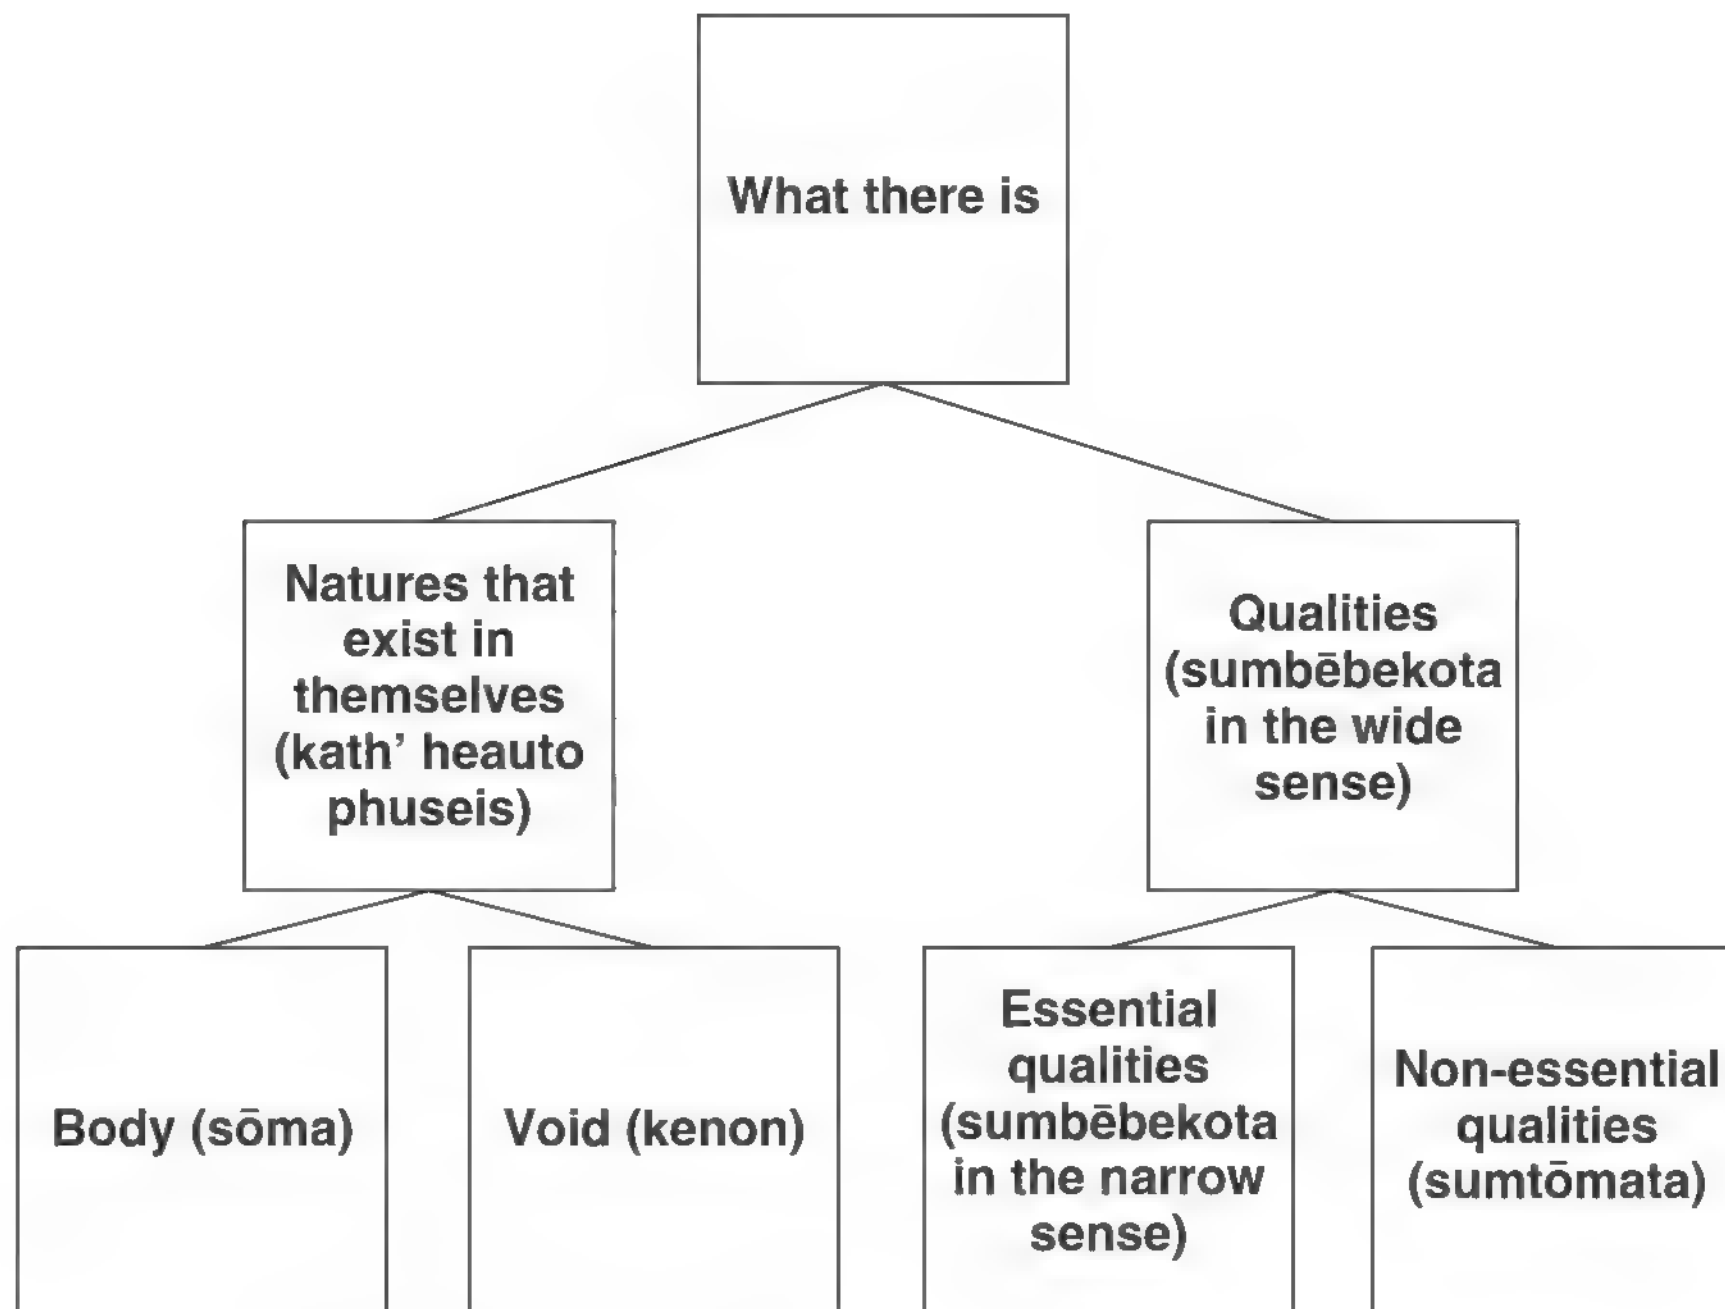 What there is
Natures that
exist in
themselves
(kath’ heauto
phuseis)
Qualities
(sumbēbekota
in the wide
sense)
Body (sōma)
Void (kenon)
Essential
qualities
(sumbēbekota
in the narrow
sense)
Non-essential
qualities
(sumtōmata)